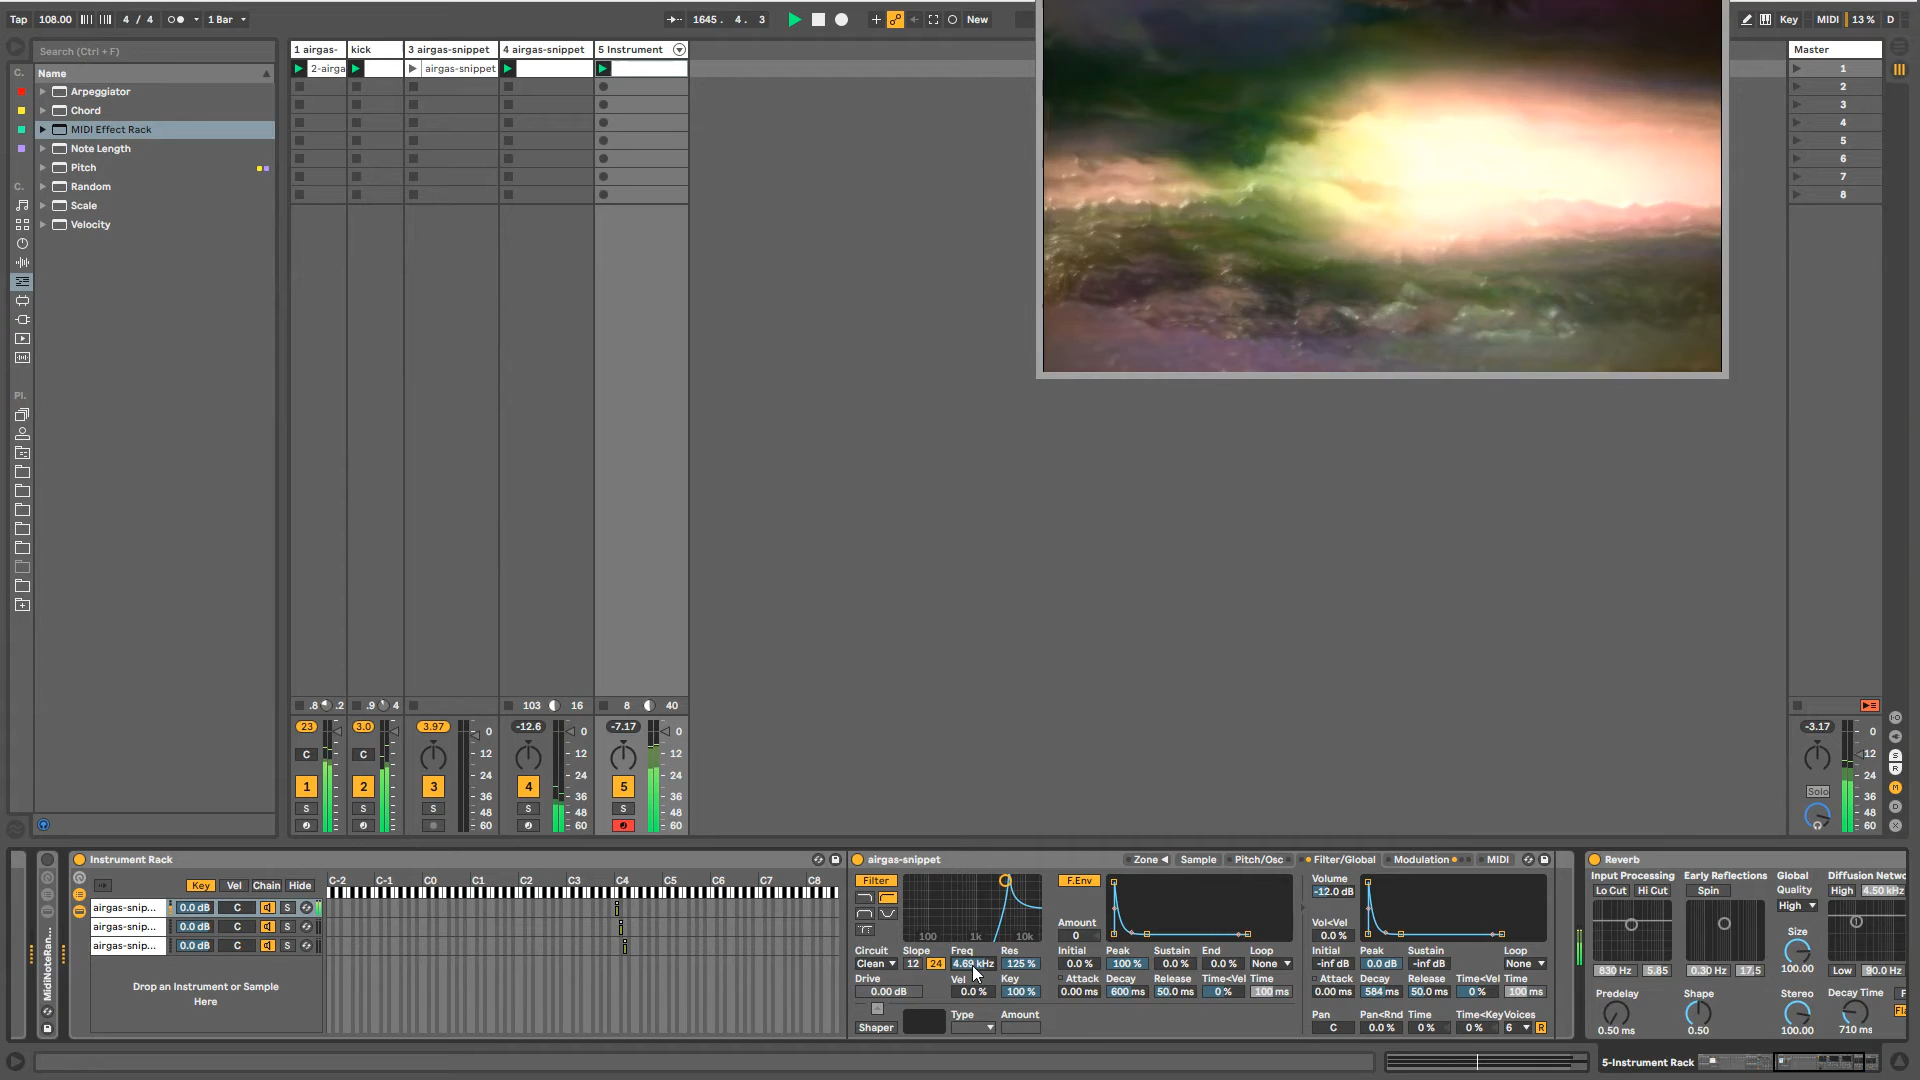 Tap 108.00 4 / 4 1 Bar 1645 . 4 . 3 New Key MIDI 13 % D
Search (Ctrl + F)
C.
Name
Arpeggiator
Chord
MIDI Effect Rack
Note Length
Pitch
C.
Random
Scale
Velocity
Pl.
1 airgas-
kick
3 airgas-snippet
4 airgas-snippet
5 Instrument
Master
2-airga
airgas-snippet
1
2
3
4
5
6
7
8
.8 .2
.9 4
103 16
8 40
23
3.0
3.97
-12.6
-7.17
-3.17
C
C
0
12
24
36
48
60
0
12
24
36
48
60
0
12
24
36
48
60
0
12
24
36
48
60
1
2
3
4
5
S
S
S
S
S
Solo
S
R
M
D
X
Instrument Rack
Key Vel Chain Hide
C-2 C-1 C0 C1 C2 C3 C4 C5 C6 C7 C8
airgas-snip... 0.0 dB C S
airgas-snip... 0.0 dB C S
airgas-snip... 0.0 dB C S
Drop an Instrument or Sample
Here
MidiNoteRan...
airgas-snippet Zone Sample Pitch/Osc Filter/Global Modulation MIDI
Filter
100 1k 10k
Circuit Slope Freq Res
Clean 12 24 4.69 kHz 125 %
Drive Vel Key
0.00 dB 0.0 % 100 %
Type Amount
Shaper
F.Env
Amount
0
Initial Peak Sustain End Loop
0.0 % 100 % 0.0 % 0.0 % None
Attack Decay Release Time<Vel Time
0.00 ms 600 ms 50.0 ms 0 % 100 ms
Volume
-12.0 dB
Vol<Vel
0.0 %
Initial Peak Sustain Loop
-inf dB 0.0 dB -inf dB None
Attack Decay Release Time<Vel Time
0.00 ms 584 ms 50.0 ms 0 % 100 ms
Pan Pan<Rnd Time Time<Key Voices
C 0.0 % 0 % 0 % 6 R
Reverb
Input Processing Early Reflections Global Diffusion Netwo
Lo Cut Hi Cut Spin Quality High 4.50 kHz
High
Size
100.00
830 Hz 5.85 0.30 Hz 17.5 Low 90.0 Hz
Predelay Shape Stereo Decay Time
0.50 ms 0.50 100.00 710 ms
5-Instrument Rack